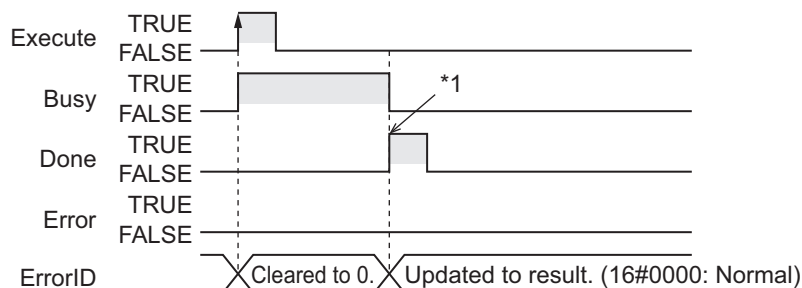 Execute TRUE
FALSE
Busy TRUE
FALSE
*1
Done TRUE
FALSE
Error TRUE
FALSE
ErrorID Cleared to 0. Updated to result. (16#0000: Normal)